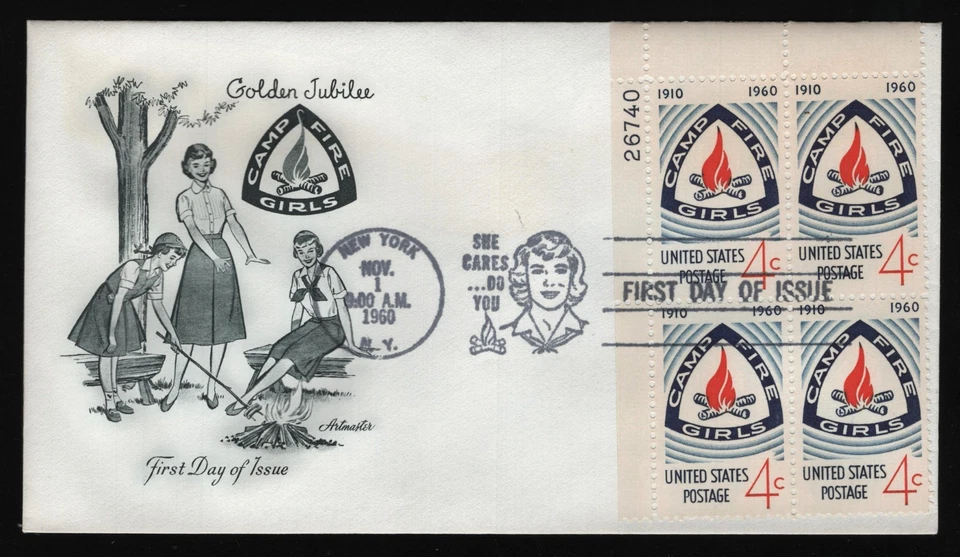 Golden Jubilee
CAMP FIRE
GIRLS
Artmaster
First Day of Issue
NEW YORK
NOV.
1
9:00 A.M.
1960
N.Y.
SHE
CARES
...DO
YOU
FIRST DAY OF ISSUE
26740
1910 1960
CAMP FIRE
GIRLS
UNITED STATES
POSTAGE 4c
1910 1960
CAMP FIRE
GIRLS
UNITED STATES
POSTAGE 4c
1910 1960
CAMP FIRE
GIRLS
UNITED STATES
POSTAGE 4c
1910 1960
CAMP FIRE
GIRLS
UNITED STATES
POSTAGE 4c